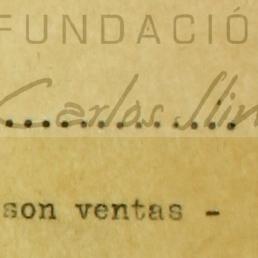 FUNDACIÓ
Carlos Slim
.............
son ventas -